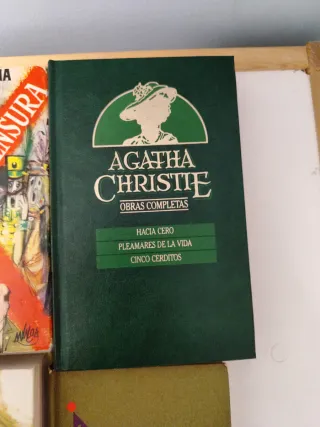 AGATHA
CHRISTIE
OBRAS COMPLETAS
HACIA CERO
PLEAMARES DE LA VIDA
CINCO CERDITOS